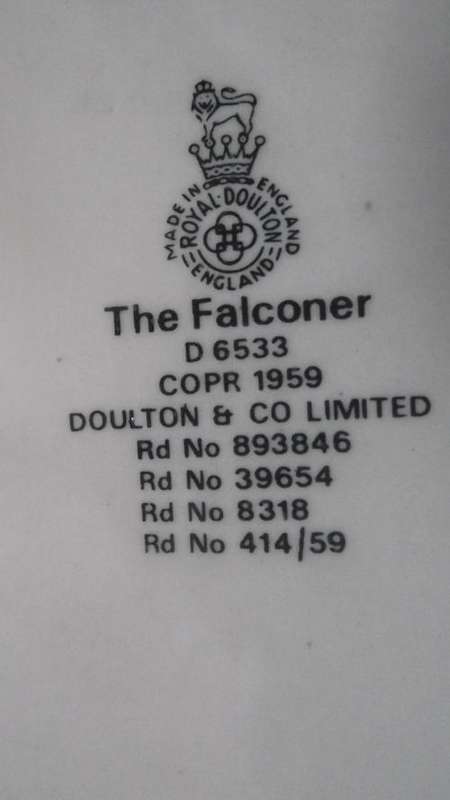 MADE IN ENGLAND
ROYAL·DOULTON
ENGLAND
The Falconer
D 6533
COPR 1959
DOULTON & CO LIMITED
Rd No 893846
Rd No 39654
Rd No 8318
Rd No 414/59